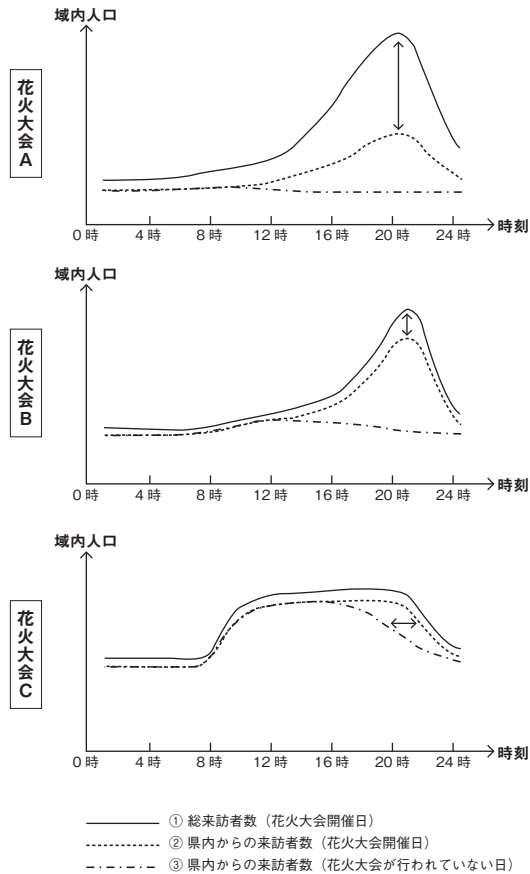 域内人口
花火大会A
0時 4時 8時 12時 16時 20時 24時 時刻
域内人口
花火大会B
0時 4時 8時 12時 16時 20時 24時 時刻
域内人口
花火大会C
0時 4時 8時 12時 16時 20時 24時 時刻
① 総来訪者数（花火大会開催日）
② 県内からの来訪者数（花火大会開催日）
③ 県内からの来訪者数（花火大会が行われていない日）